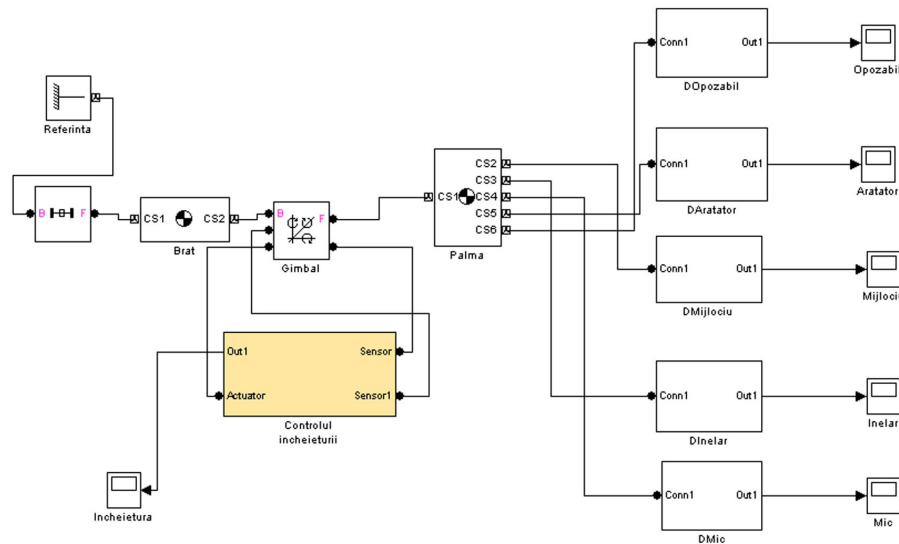 Referinta
B F
CS1 CS2
Brat
B F
Gimbal
CS1
CS2
CS3
CS4
CS5
CS6
Palma
Conn1 Out1
DOpozabil
Opozabil
Conn1 Out1
DAratator
Aratator
Conn1 Out1
DMijlociu
Mijlociu
Conn1 Out1
DInelar
Inelar
Conn1 Out1
DMic
Mic
Out1 Sensor
Actuator Sensor1
Controlul
incheieturii
Incheietura